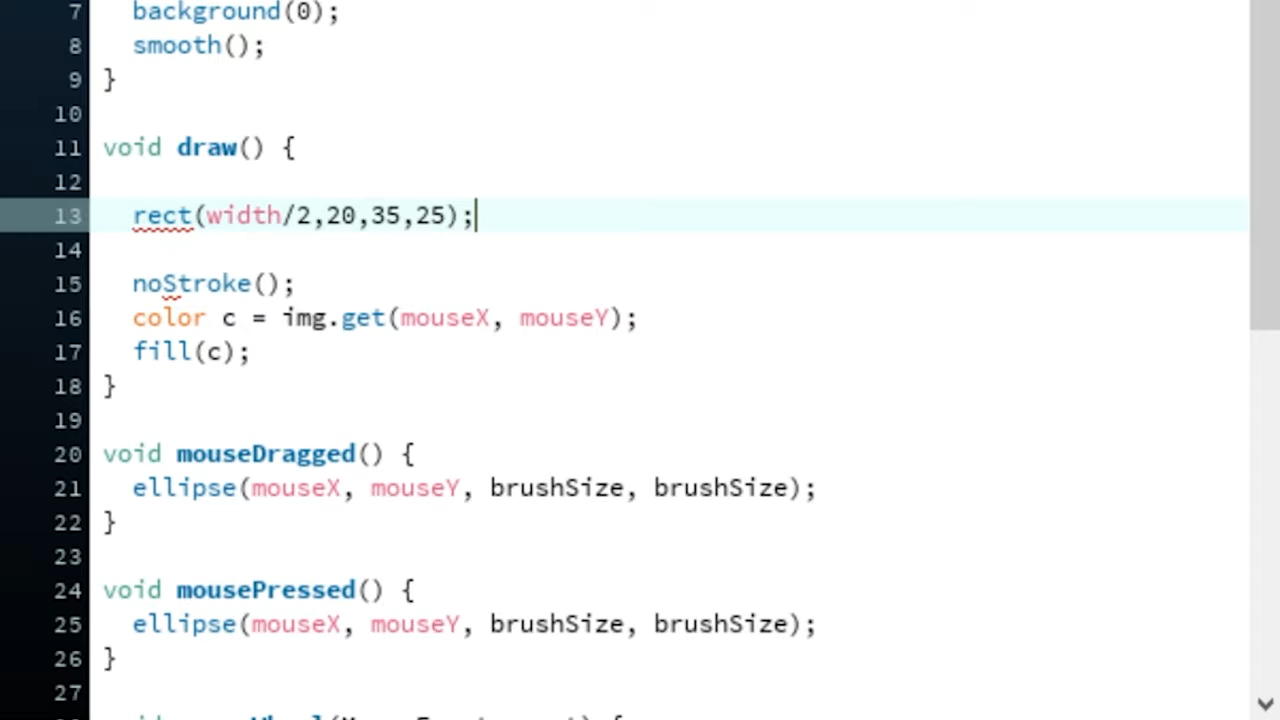 7 background(0);
8 smooth();
9 }
10
11 void draw() {
12
13 rect(width/2,20,35,25);
14
15 noStroke();
16 color c = img.get(mouseX, mouseY);
17 fill(c);
18 }
19
20 void mouseDragged() {
21 ellipse(mouseX, mouseY, brushSize, brushSize);
22 }
23
24 void mousePressed() {
25 ellipse(mouseX, mouseY, brushSize, brushSize);
26 }
27